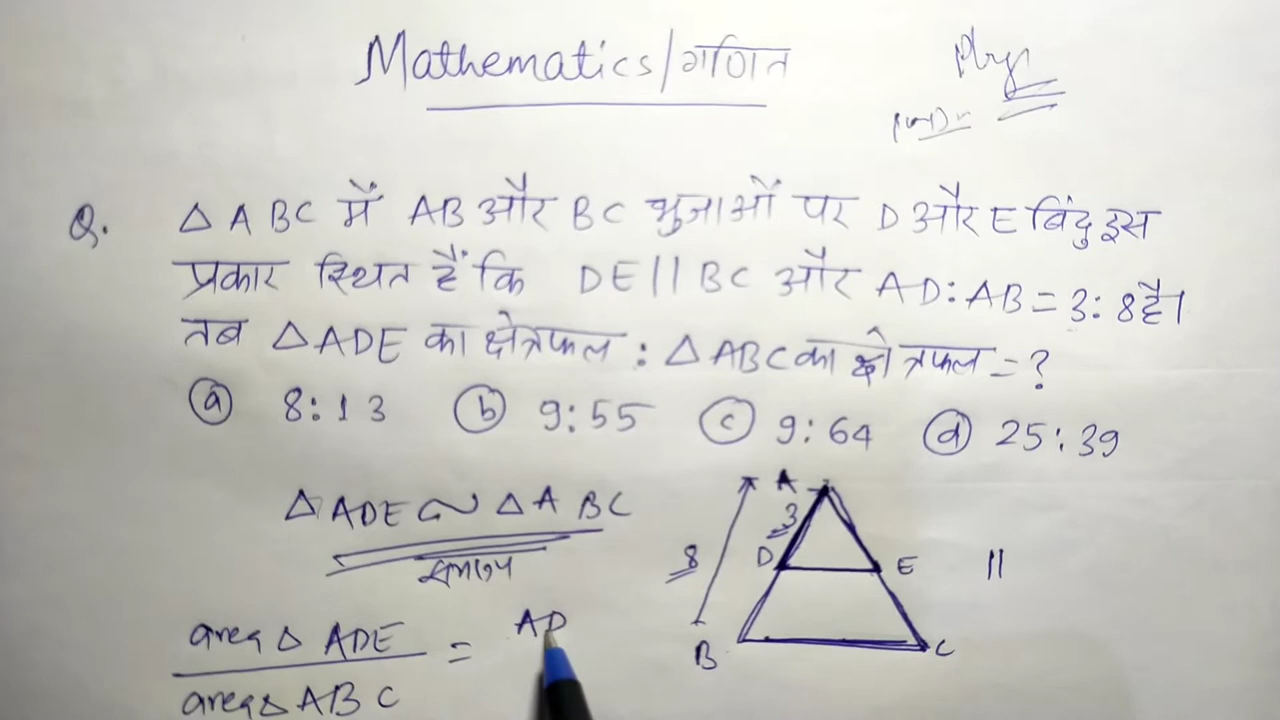 Mathematics/गणित
Phy
Q. △ABC में AB और BC भुजाओं पर D और E बिंदु इस
प्रकार स्थित हैं कि DE||BC और AD:AB=3:8 है।
तब △ADE का क्षेत्रफल : △ABC का क्षेत्रफल = ?
ⓐ 8:13 ⓑ 9:55 ⓒ 9:64 ⓓ 25:39
△ADE ~ △ABC
A
3
8
D
E
||
B
C
area △ ADE
=
AD
area △ ABC